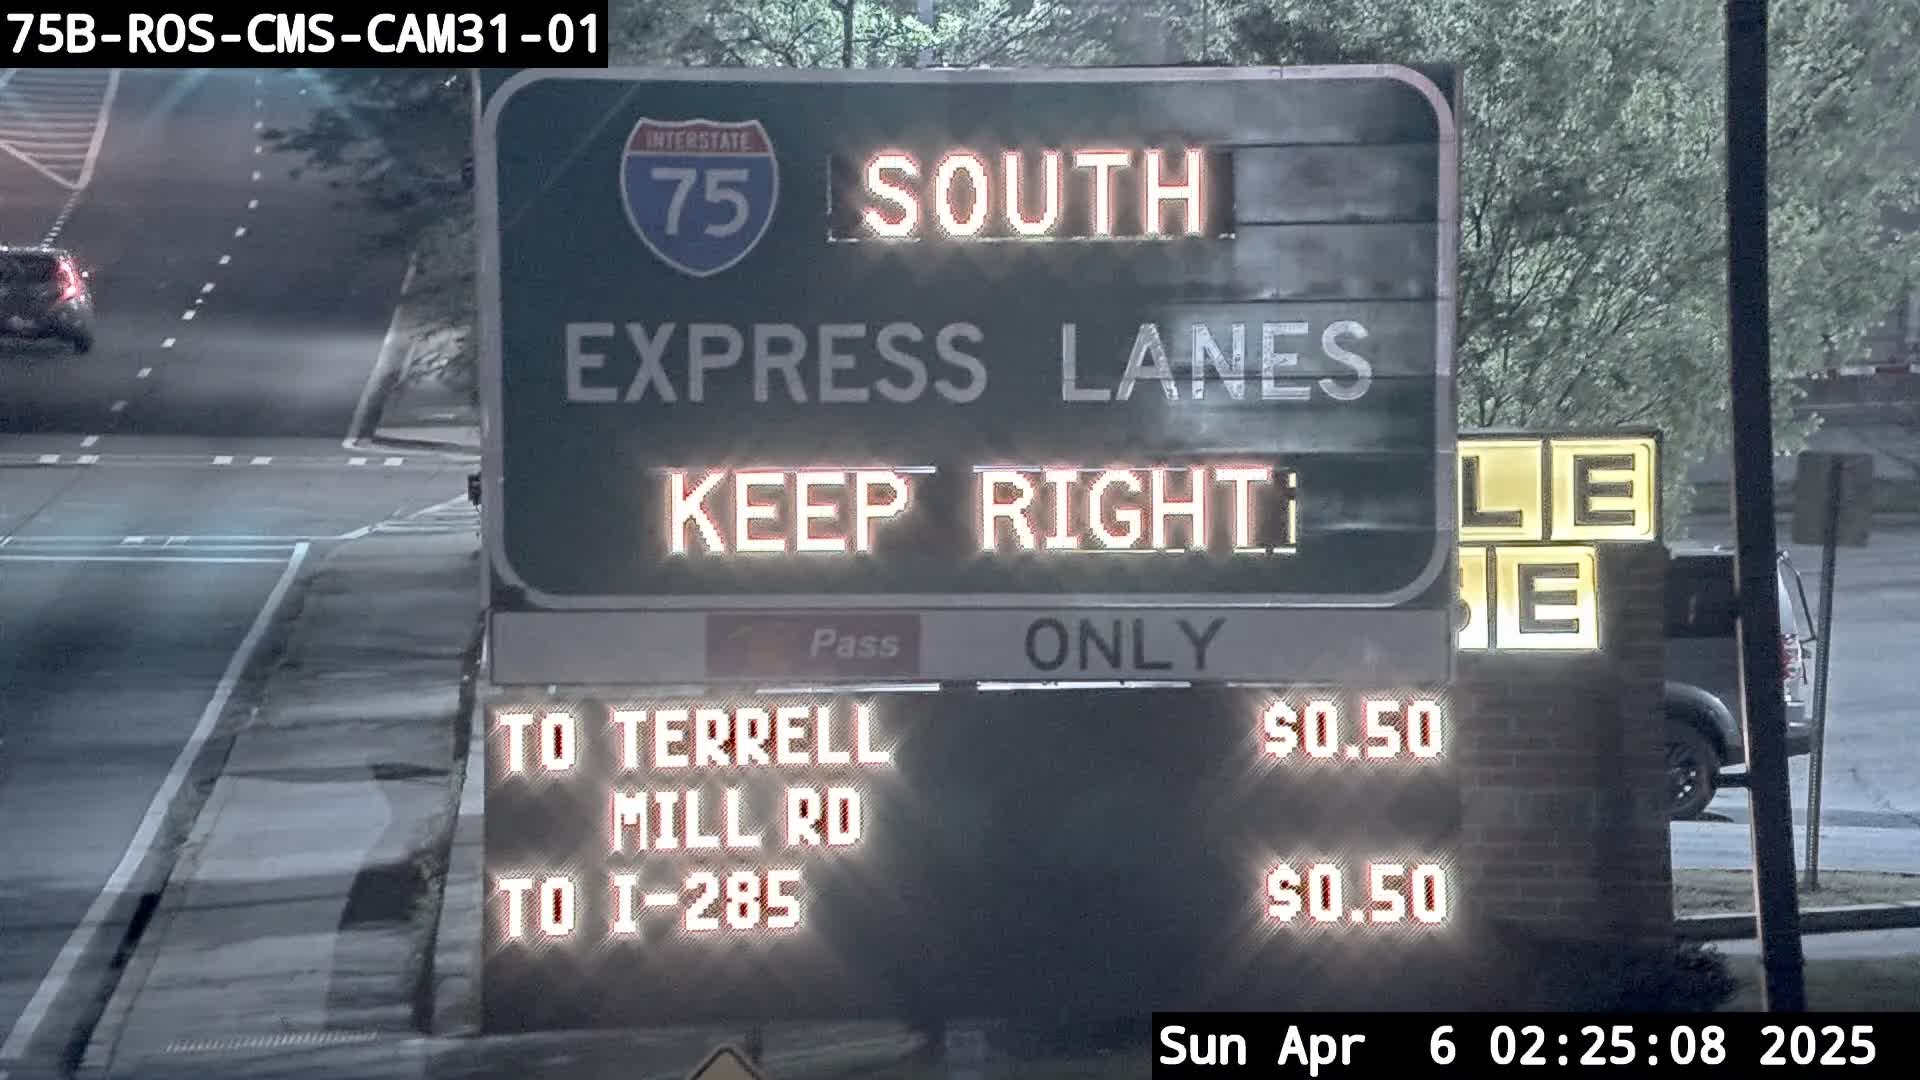 75B-ROS-CMS-CAM31-01
INTERSTATE
75
SOUTH
EXPRESS LANES
KEEP RIGHT
Pass ONLY
TO TERRELL $0.50
MILL RD
TO I-285 $0.50
LE
E
Sun Apr 6 02:25:08 2025